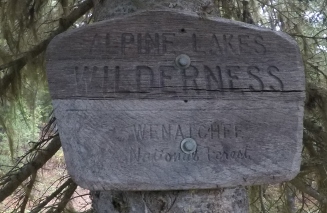 ALPINE LAKES
WILDERNESS
WENATCHEE
National Forest